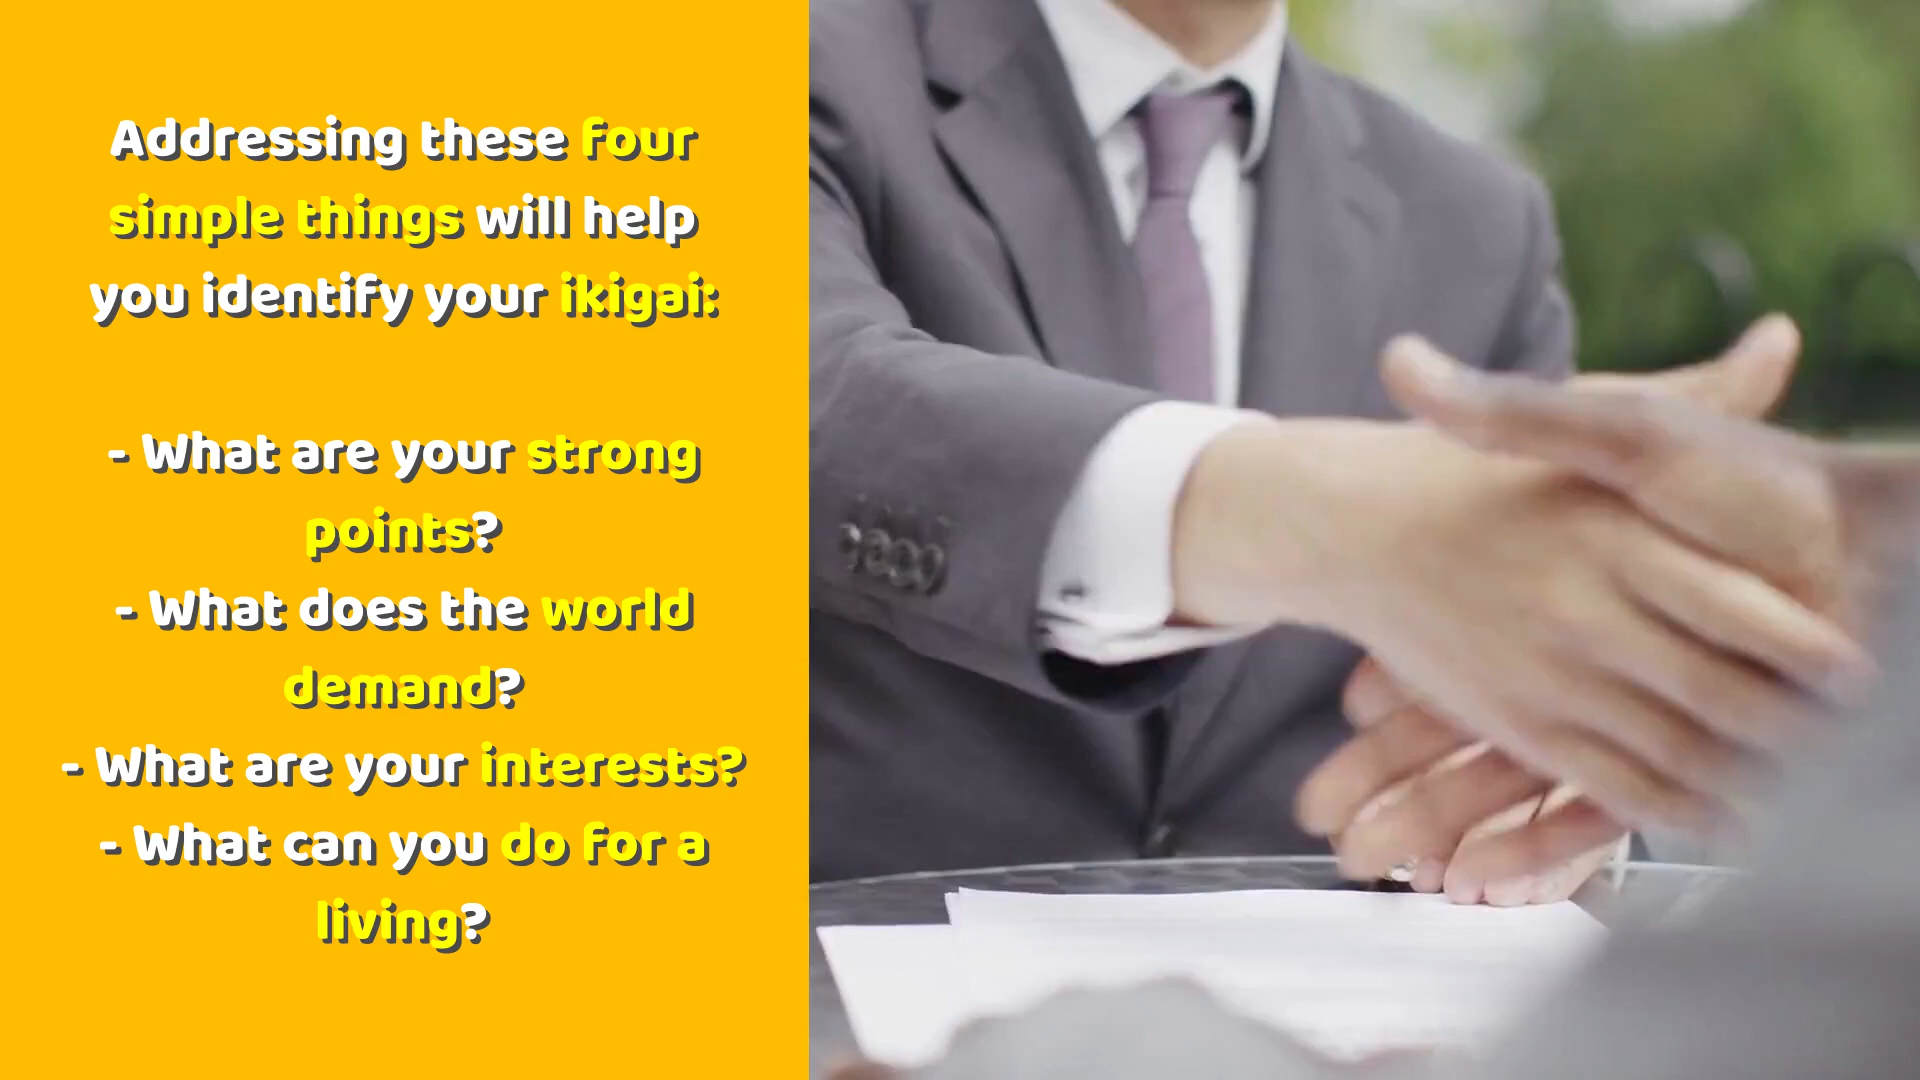 Addressing these four
simple things will help
you identify your ikigai:
- What are your strong
points?
- What does the world
demand?
- What are your interests?
- What can you do for a
living?